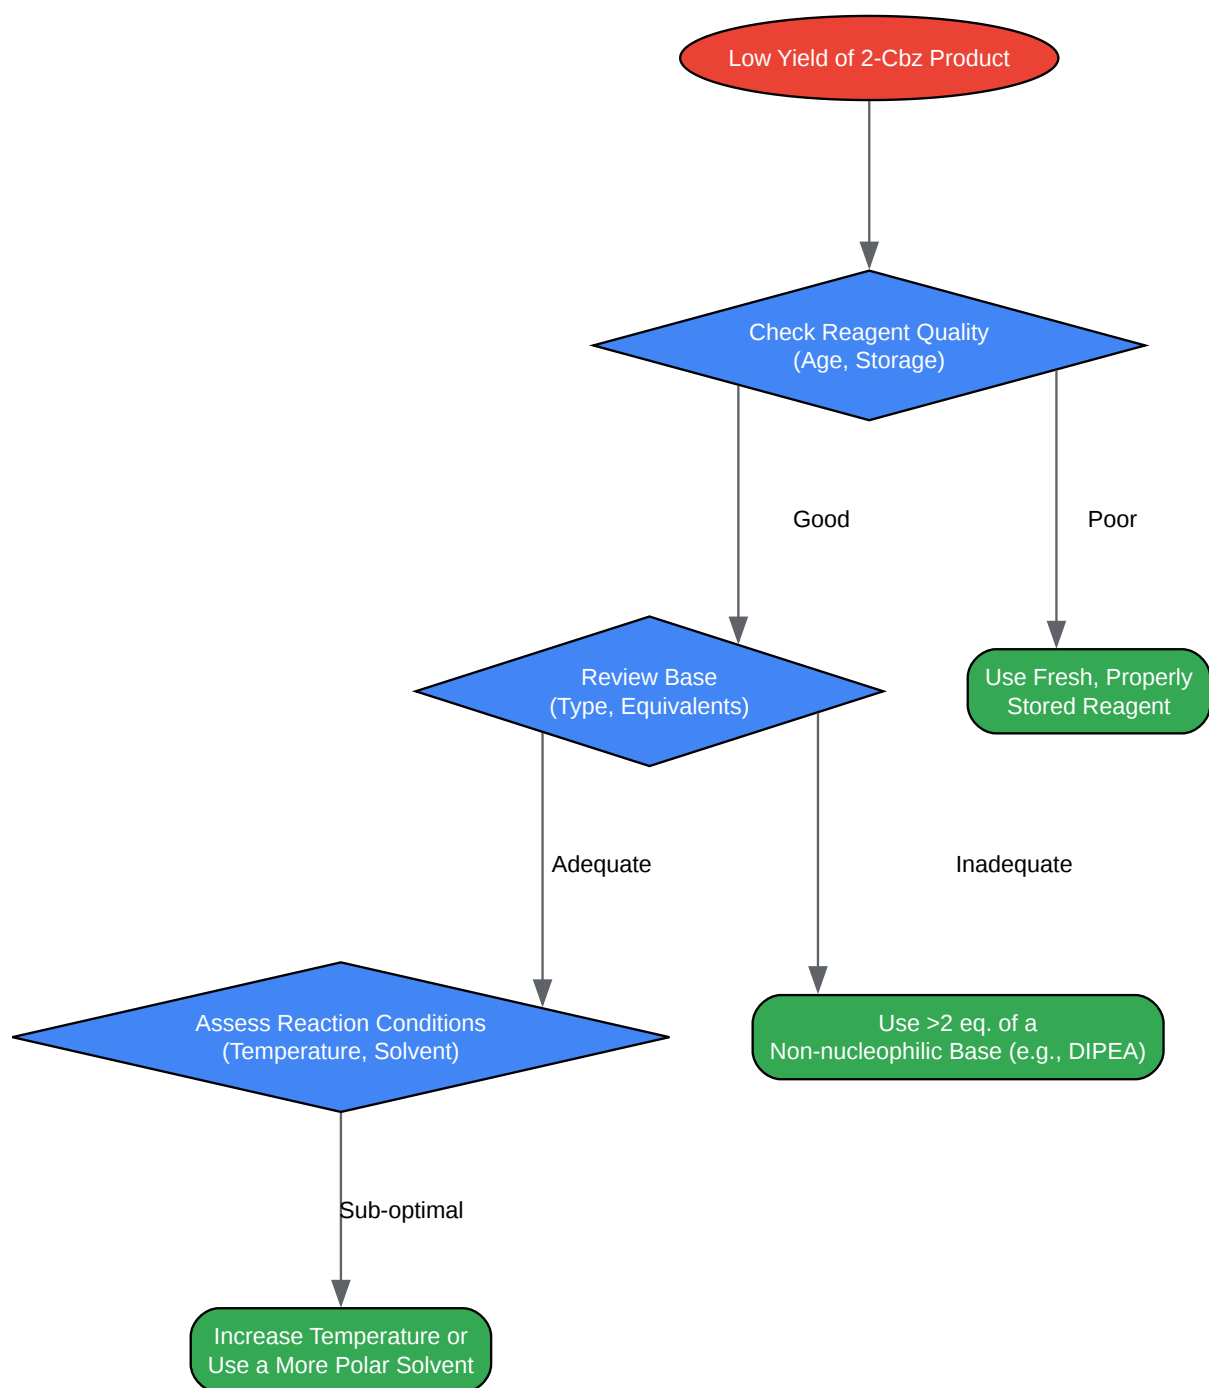 Low Yield of 2-Cbz Product
Check Reagent Quality
(Age, Storage)
Good
Poor
Review Base
(Type, Equivalents)
Use Fresh, Properly
Stored Reagent
Adequate
Inadequate
Assess Reaction Conditions
(Temperature, Solvent)
Use >2 eq. of a
Non-nucleophilic Base (e.g., DIPEA)
Sub-optimal
Increase Temperature or
Use a More Polar Solvent